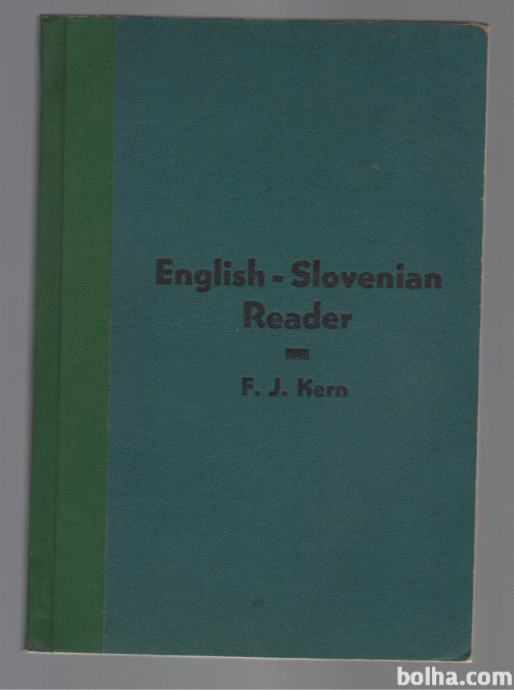 English - Slovenian
Reader
F. J. Kern
bolha.com